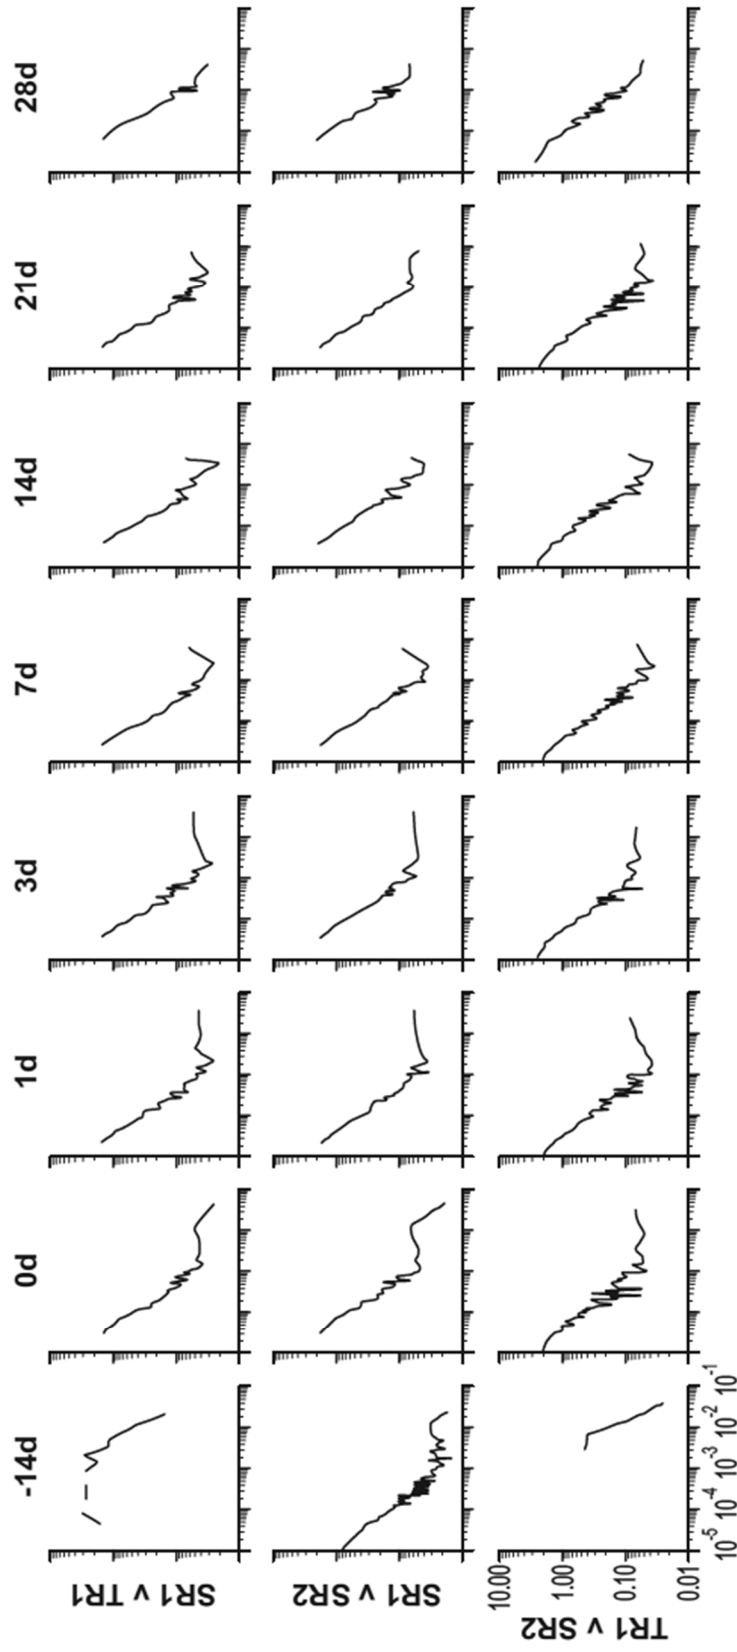 -14d 0d 1d 3d 7d 14d 21d 28d
SR1 v TR1
SR1 v SR2
TR1 v SR2
10.00
1.00
0.10
0.01
10-5 10-4 10-3 10-2 10-1